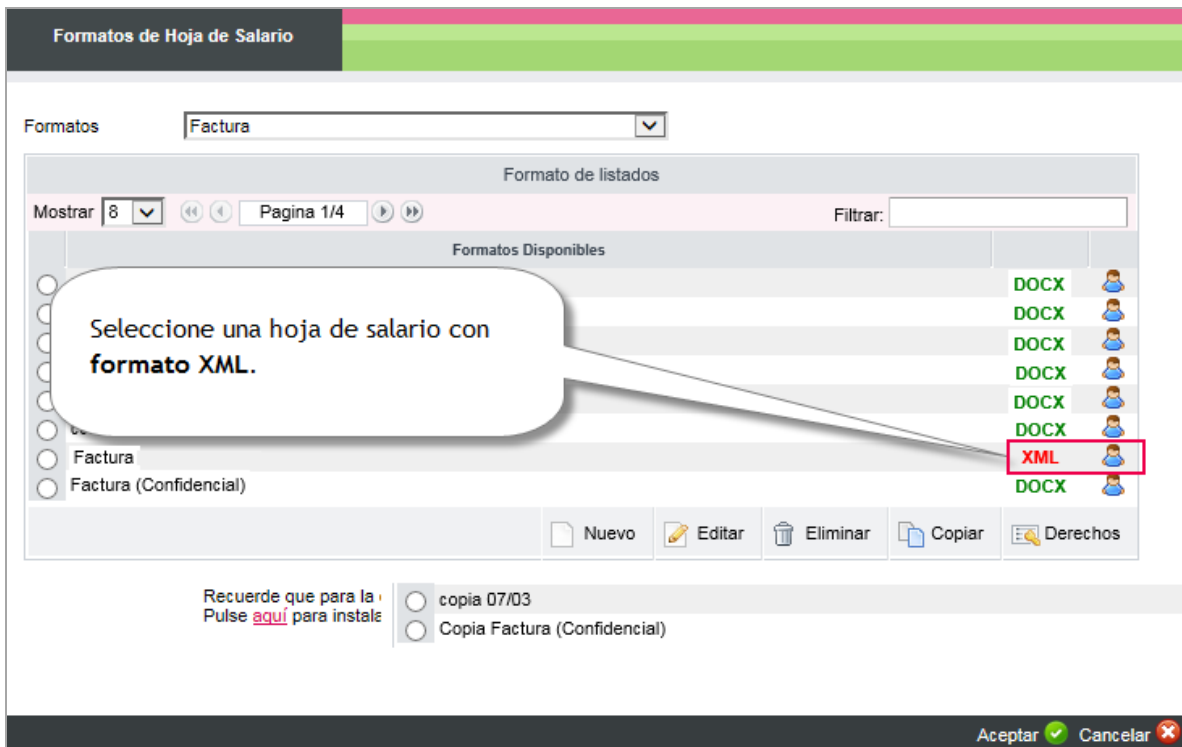 Formatos de Hoja de Salario
Formatos
Factura
Formato de listados
Mostrar 8 Pagina 1/4 Filtrar:
Formatos Disponibles
DOCX
DOCX
Seleccione una hoja de salario con
formato XML.
DOCX
DOCX
DOCX
DOCX
Factura XML
Factura (Confidencial) DOCX
Nuevo Editar Eliminar Copiar Derechos
Recuerde que para la
Pulse aquí para instala
copia 07/03
Copia Factura (Confidencial)
Aceptar Cancelar